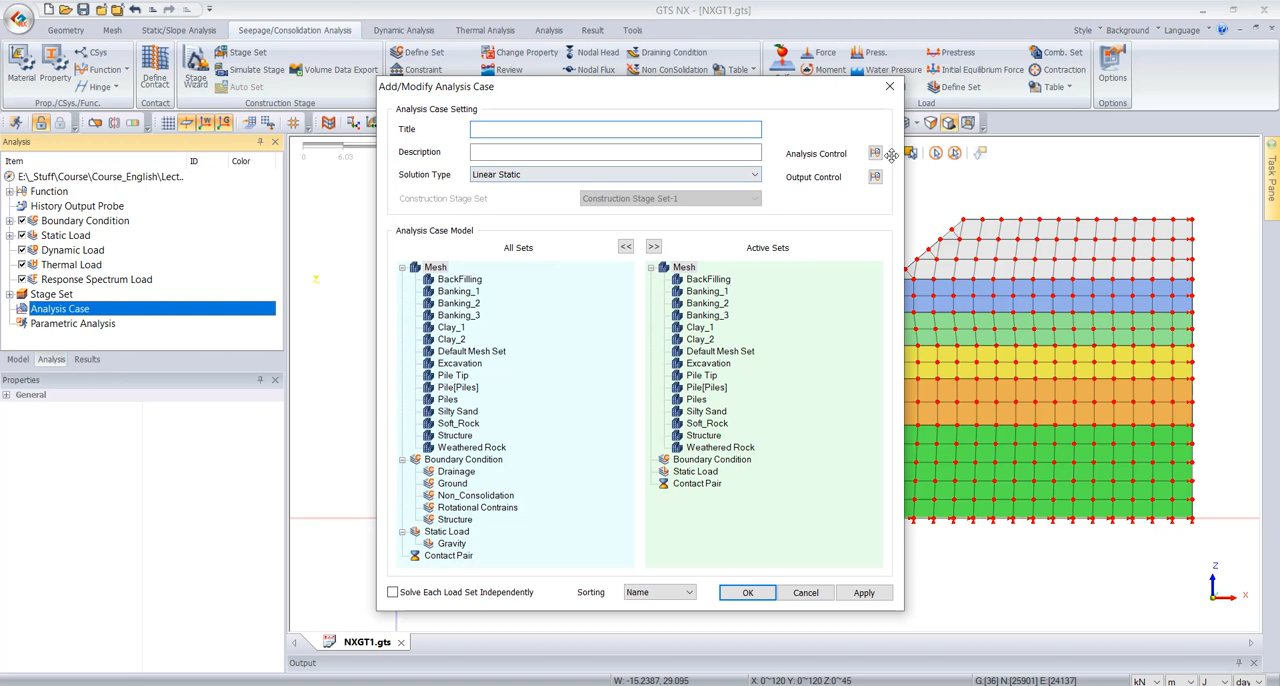 GTS NX - [NXGT1.gts]
Geometry Mesh Static/Slope Analysis Seepage/Consolidation Analysis Dynamic Analysis Thermal Analysis Analysis Result Tools Style Background Language
Material Property CSys Function Hinge
Define Contact
Stage Wizard Stage Set Simulate Stage Auto Set Volume Data Export
Define Set Constraint Change Property Review Nodal Head Nodal Flux Draining Condition Non ConSolidation Table
Force Moment Press. Water Pressure Prestress Initial Equilibrium Force Define Set Comb. Set Contraction Table
Options
Prop./CSys./Func. Contact Construction Stage Load Options
Analysis
Item ID Color
E:\_Stuff\Course\Course_English\Lect..
Function
History Output Probe
Boundary Condition
Static Load
Dynamic Load
Thermal Load
Response Spectrum Load
Stage Set
Analysis Case
Parametric Analysis
Model Analysis Results
Properties
General
6.03
Add/Modify Analysis Case
Analysis Case Setting
Title
Description
Solution Type Linear Static
Construction Stage Set Construction Stage Set-1
Analysis Control
Output Control
Analysis Case Model
All Sets << >> Active Sets
Mesh
BackFilling
Banking_1
Banking_2
Banking_3
Clay_1
Clay_2
Default Mesh Set
Excavation
Pile Tip
Pile[Piles]
Piles
Silty Sand
Soft_Rock
Structure
Weathered Rock
Boundary Condition
Drainage
Ground
Non_Consolidation
Rotational Contrains
Structure
Static Load
Gravity
Contact Pair
Mesh
BackFilling
Banking_1
Banking_2
Banking_3
Clay_1
Clay_2
Default Mesh Set
Excavation
Pile Tip
Pile[Piles]
Piles
Silty Sand
Soft_Rock
Structure
Weathered Rock
Boundary Condition
Static Load
Contact Pair
Solve Each Load Set Independently Sorting Name OK Cancel Apply
Task Pane
Z
X
NXGT1.gts
Output
W: -15.2387, 29.095 X: 0~120 Y: 0~120 Z:0~45 G:[36] N:[25901] E:[24137] kN m J day